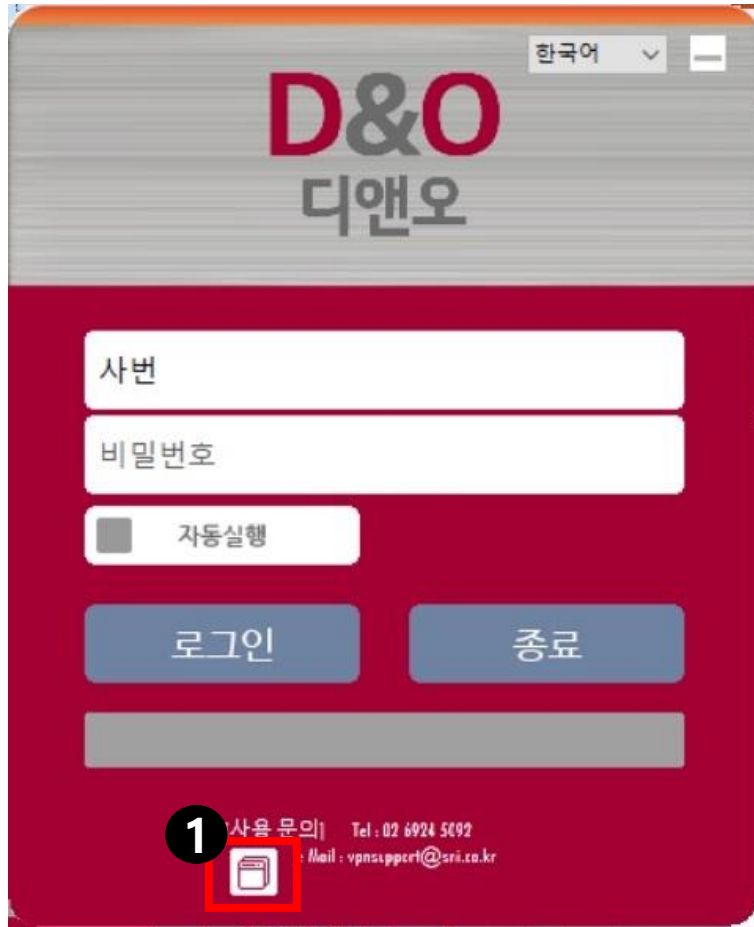 한국어
D&O
디앤오
사번
비밀번호
자동실행
로그인
종료
1
사용 문의] Tel : 02 6924 5092
Mail : vpnsupport@sri.co.kr